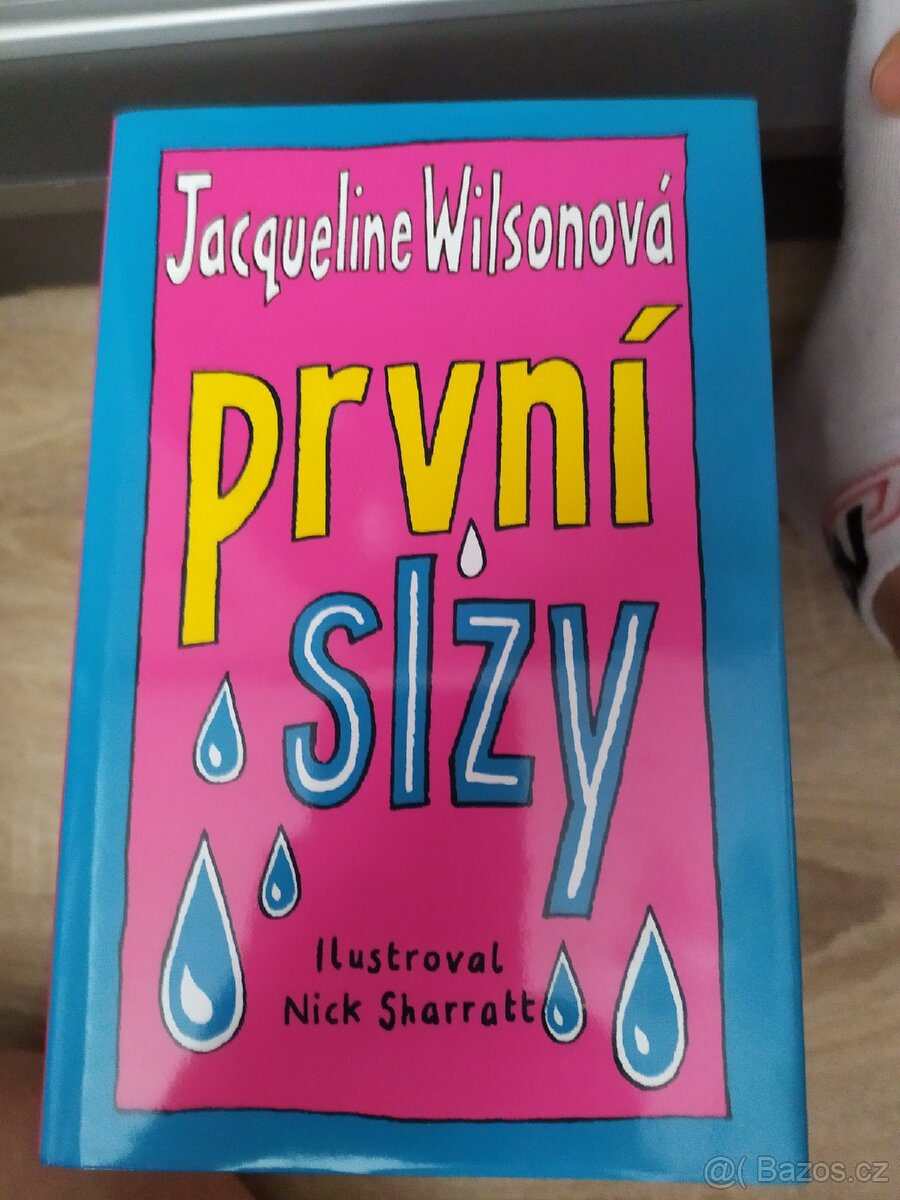 Jacqueline Wilsonová
první
slzy
Ilustroval
Nick Sharratt
@( Bazos.cz